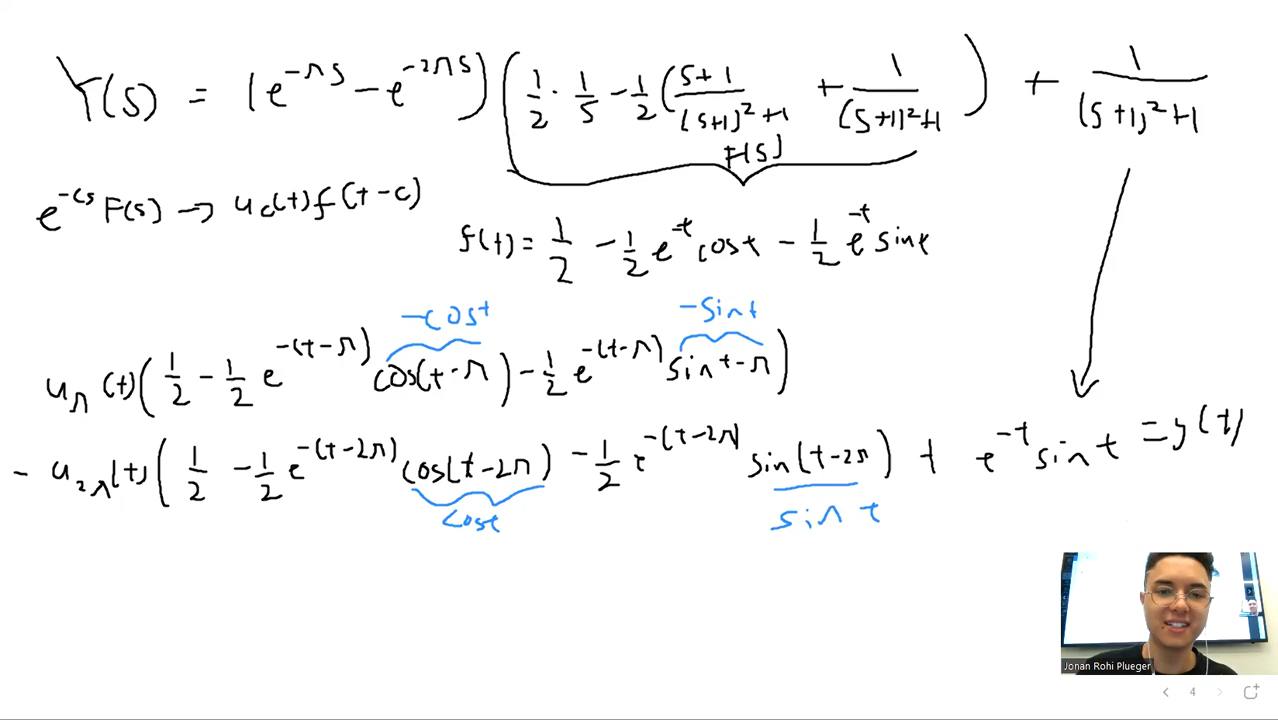 Y(s) = (e^{-πs} - e^{-2πs}) (1/2 · 1/s - 1/2 ( (s+1)/((s+1)^2+1) + 1/((s+1)^2+1) ) + 1/((s+1)^2+1)
F(s)
e^{-cs} F(s) → u_c(t) f(t-c)
f(t) = 1/2 - 1/2 e^{-t} cos t - 1/2 e^{-t} sin t
-cos t -sin t
u_π(t) ( 1/2 - 1/2 e^{-(t-π)} cos(t-π) - 1/2 e^{-(t-π)} sin t-π )
- u_{2π}(t) ( 1/2 - 1/2 e^{-(t-2π)} cos(t-2π) - 1/2 e^{-(t-2π)} sin(t-2π) ) + e^{-t} sin t = y(t)
cos t sin t
Jonan Rohi Plueger
4